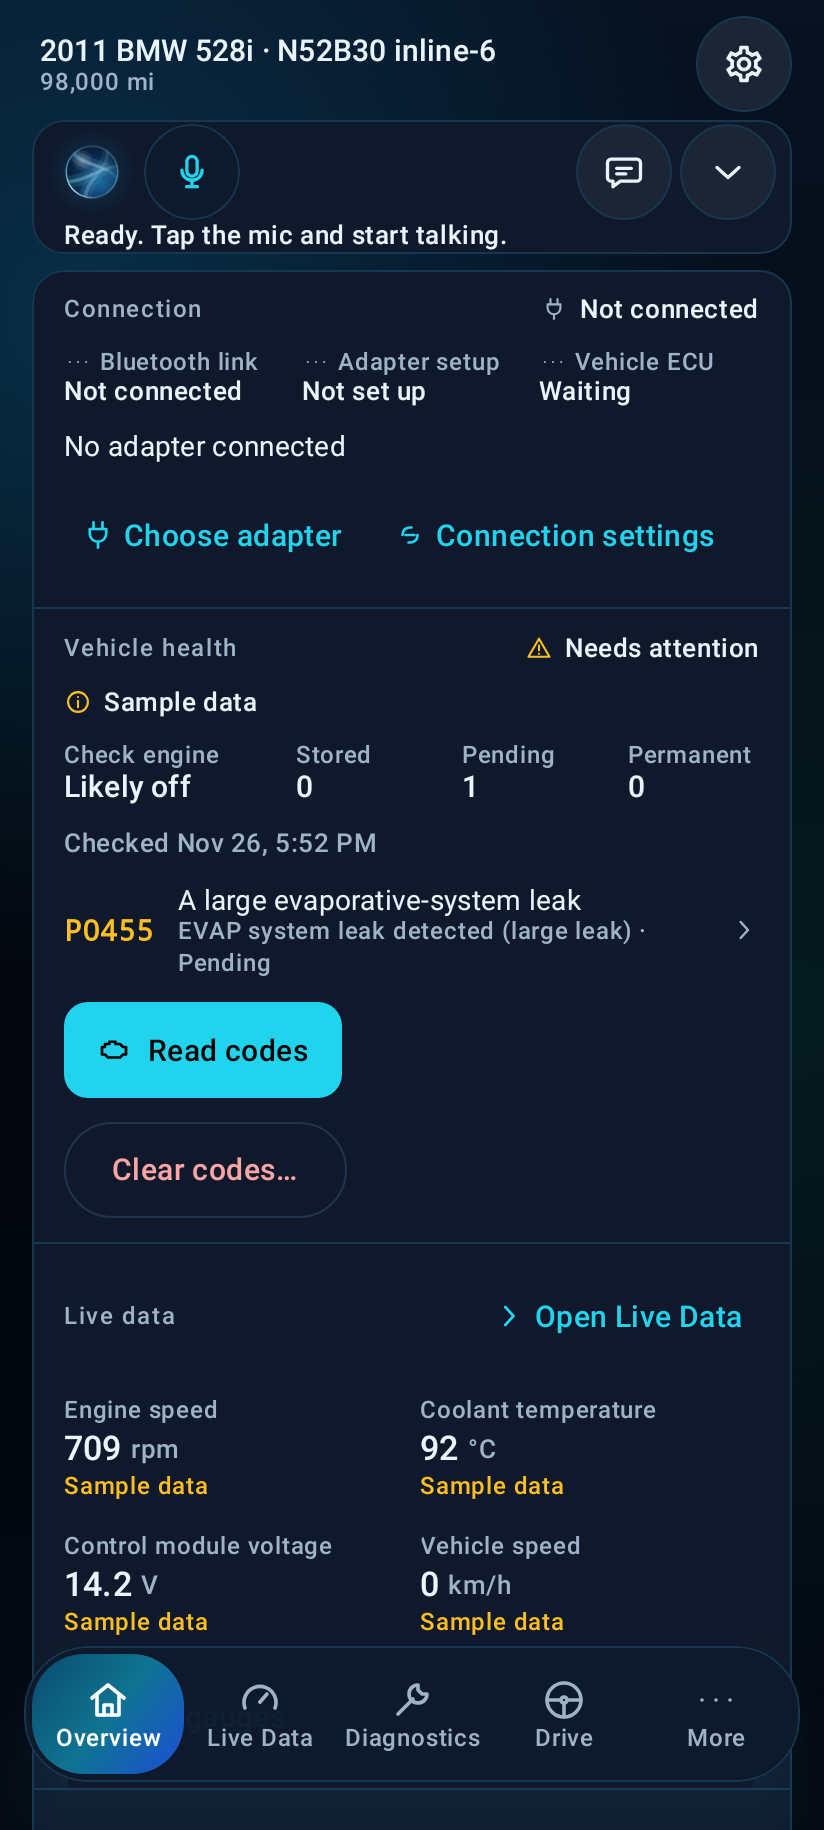 2011 BMW 528i · N52B30 inline-6
98,000 mi
Ready. Tap the mic and start talking.
Connection
Not connected
Bluetooth link
Not connected
Adapter setup
Not set up
Vehicle ECU
Waiting
No adapter connected
Choose adapter
Connection settings
Vehicle health
Needs attention
Sample data
Check engine
Likely off
Stored
0
Pending
1
Permanent
0
Checked Nov 26, 5:52 PM
P0455
A large evaporative-system leak
EVAP system leak detected (large leak) ·
Pending
Read codes
Clear codes…
Live data
Open Live Data
Engine speed
709 rpm
Sample data
Coolant temperature
92 °C
Sample data
Control module voltage
14.2 V
Sample data
Vehicle speed
0 km/h
Sample data
gauges
Overview
Live Data
Diagnostics
Drive
More